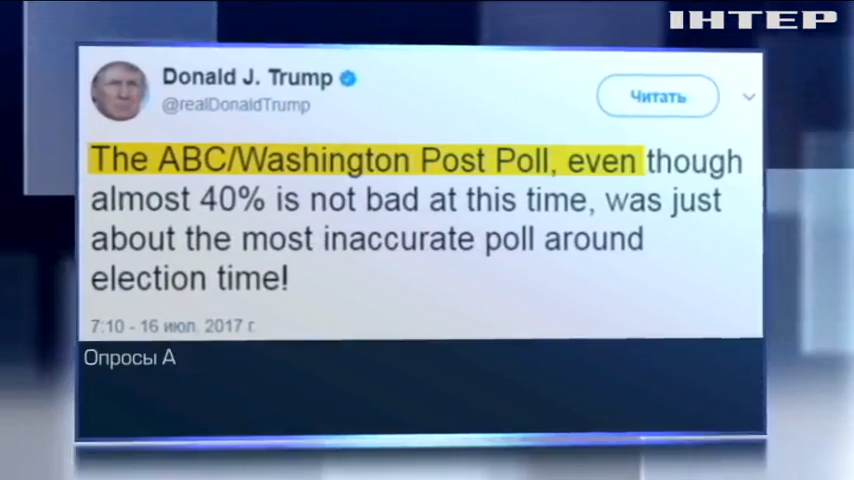 ІНТЕР
Donald J. Trump
@realDonaldTrump
Читать
The ABC/Washington Post Poll, even though
almost 40% is not bad at this time, was just
about the most inaccurate poll around
election time!
7:10 - 16 июл. 2017 г.
Опросы А